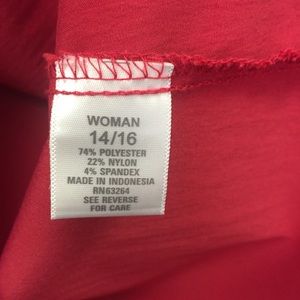 WOMAN
14/16
74% POLYESTER
22% NYLON
4% SPANDEX
MADE IN INDONESIA
RN63264
SEE REVERSE
FOR CARE